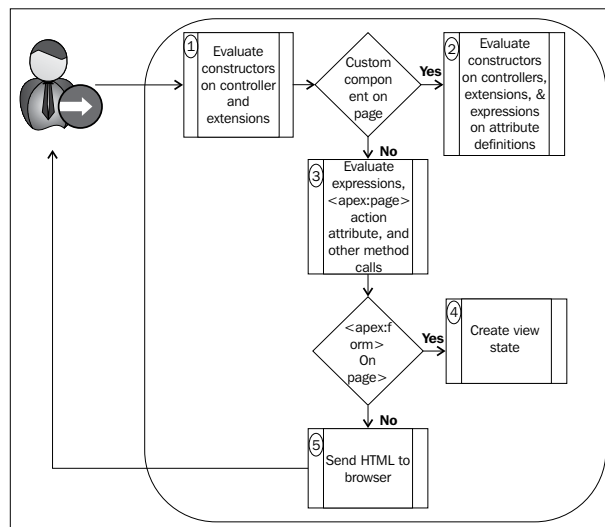 1
Evaluate
constructors
on controller
and
extensions
Custom
compon
ent on
page
Yes
2
Evaluate
constructors
on controllers,
extensions, &
expressions
on attribute
definitions
No
3
Evaluate
expressions,
<apex:page>
action
attribute, and
other method
calls
<apex:f
orm>
On
page>
Yes
4
Create view
state
No
5
Send HTML to
browser